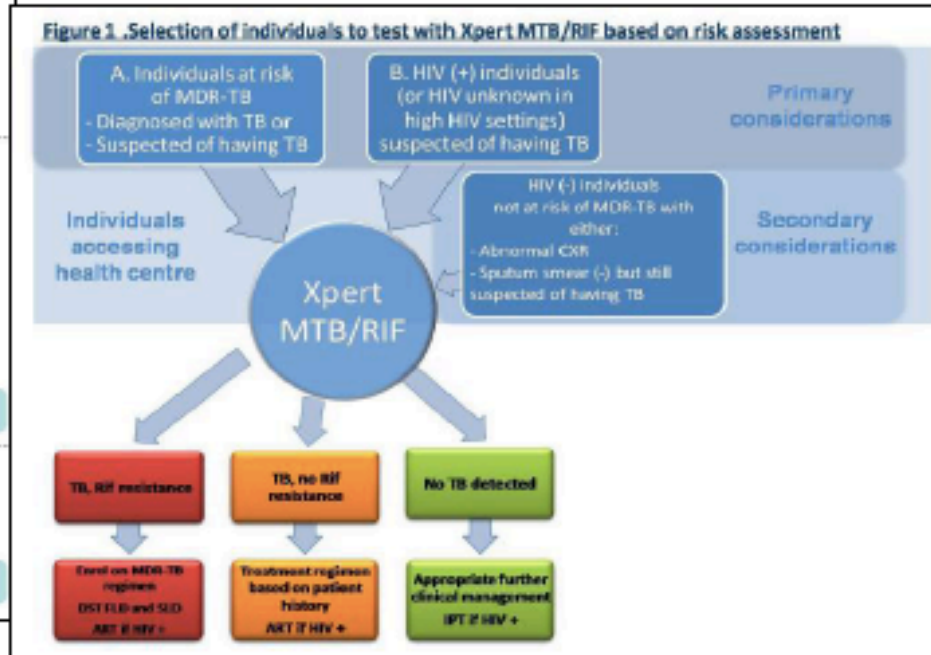 Figure 1 .Selection of individuals to test with Xpert MTB/RIF based on risk assessment
A. Individuals at risk
of MDR-TB
- Diagnosed with TB or
- Suspected of having TB
B. HIV (+) individuals
(or HIV unknown in
high HIV settings)
suspected of having TB
Primary
considerations
Individuals
accessing
health centre
HIV (-) individuals
not at risk of MDR-TB with
either:
- Abnormal CXR
- Sputum smear (-) but still
suspected of having TB
Secondary
considerations
Xpert
MTB/RIF
TB, Rif resistance
TB, no Rif
resistance
No TB detected
Enrol on MDR-TB
regimen
DST FLD and SLD
ART if HIV +
Treatment regimen
based on patient
history
ART if HIV +
Appropriate further
clinical management
IPT if HIV +